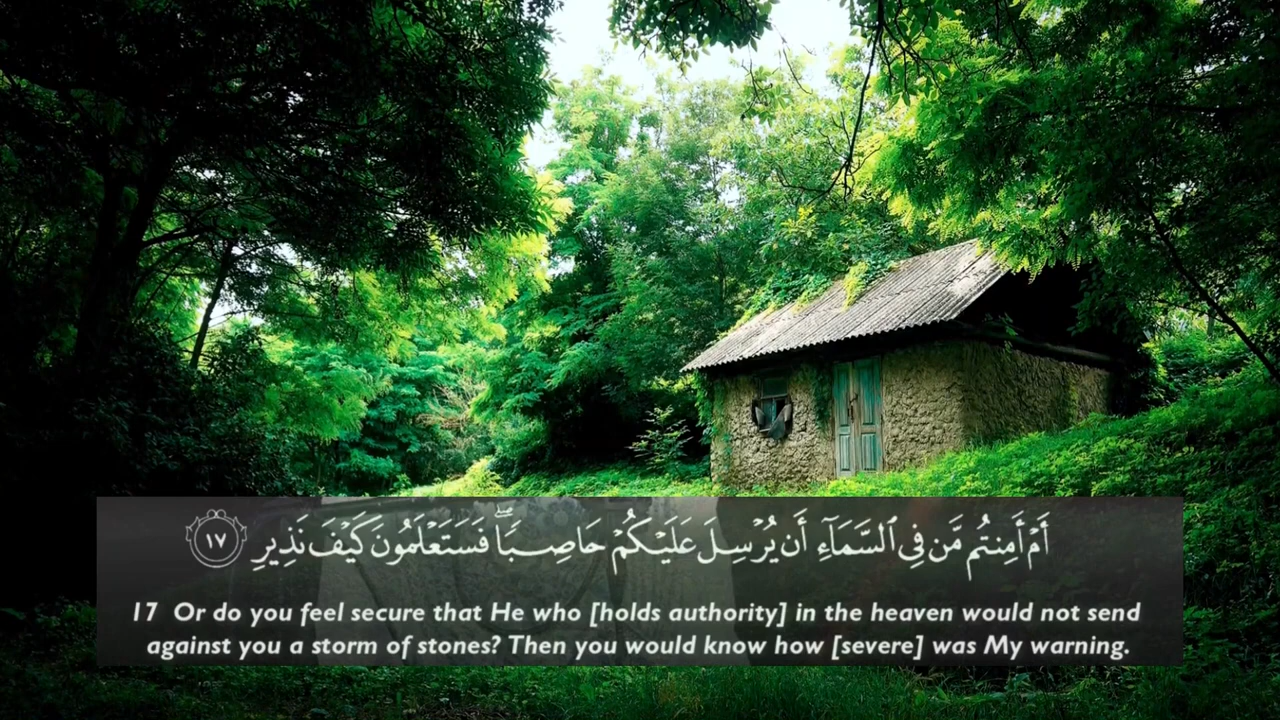 أَمْ أَمِنتُم مَّن فِي ٱلسَّمَآءِ أَن يُرْسِلَ عَلَيْكُمْ حَاصِبًۭا ۖ فَسَتَعْلَمُونَ كَيْفَ نَذِيرِ ١٧
17 Or do you feel secure that He who [holds authority] in the heaven would not send
against you a storm of stones? Then you would know how [severe] was My warning.